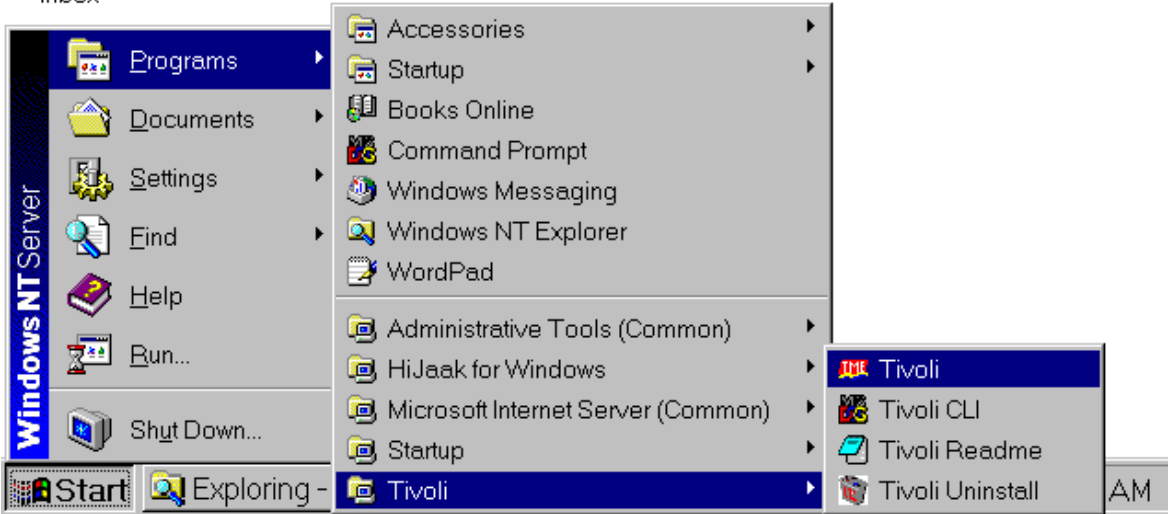 Inbox
Windows NT Server
Programs
Documents
Settings
Find
Help
Run...
Shut Down...
Accessories
Startup
Books Online
Command Prompt
Windows Messaging
Windows NT Explorer
WordPad
Administrative Tools (Common)
HiJaak for Windows
Microsoft Internet Server (Common)
Startup
Tivoli
TME Tivoli
Tivoli CLI
Tivoli Readme
Tivoli Uninstall
Start
Exploring -
AM